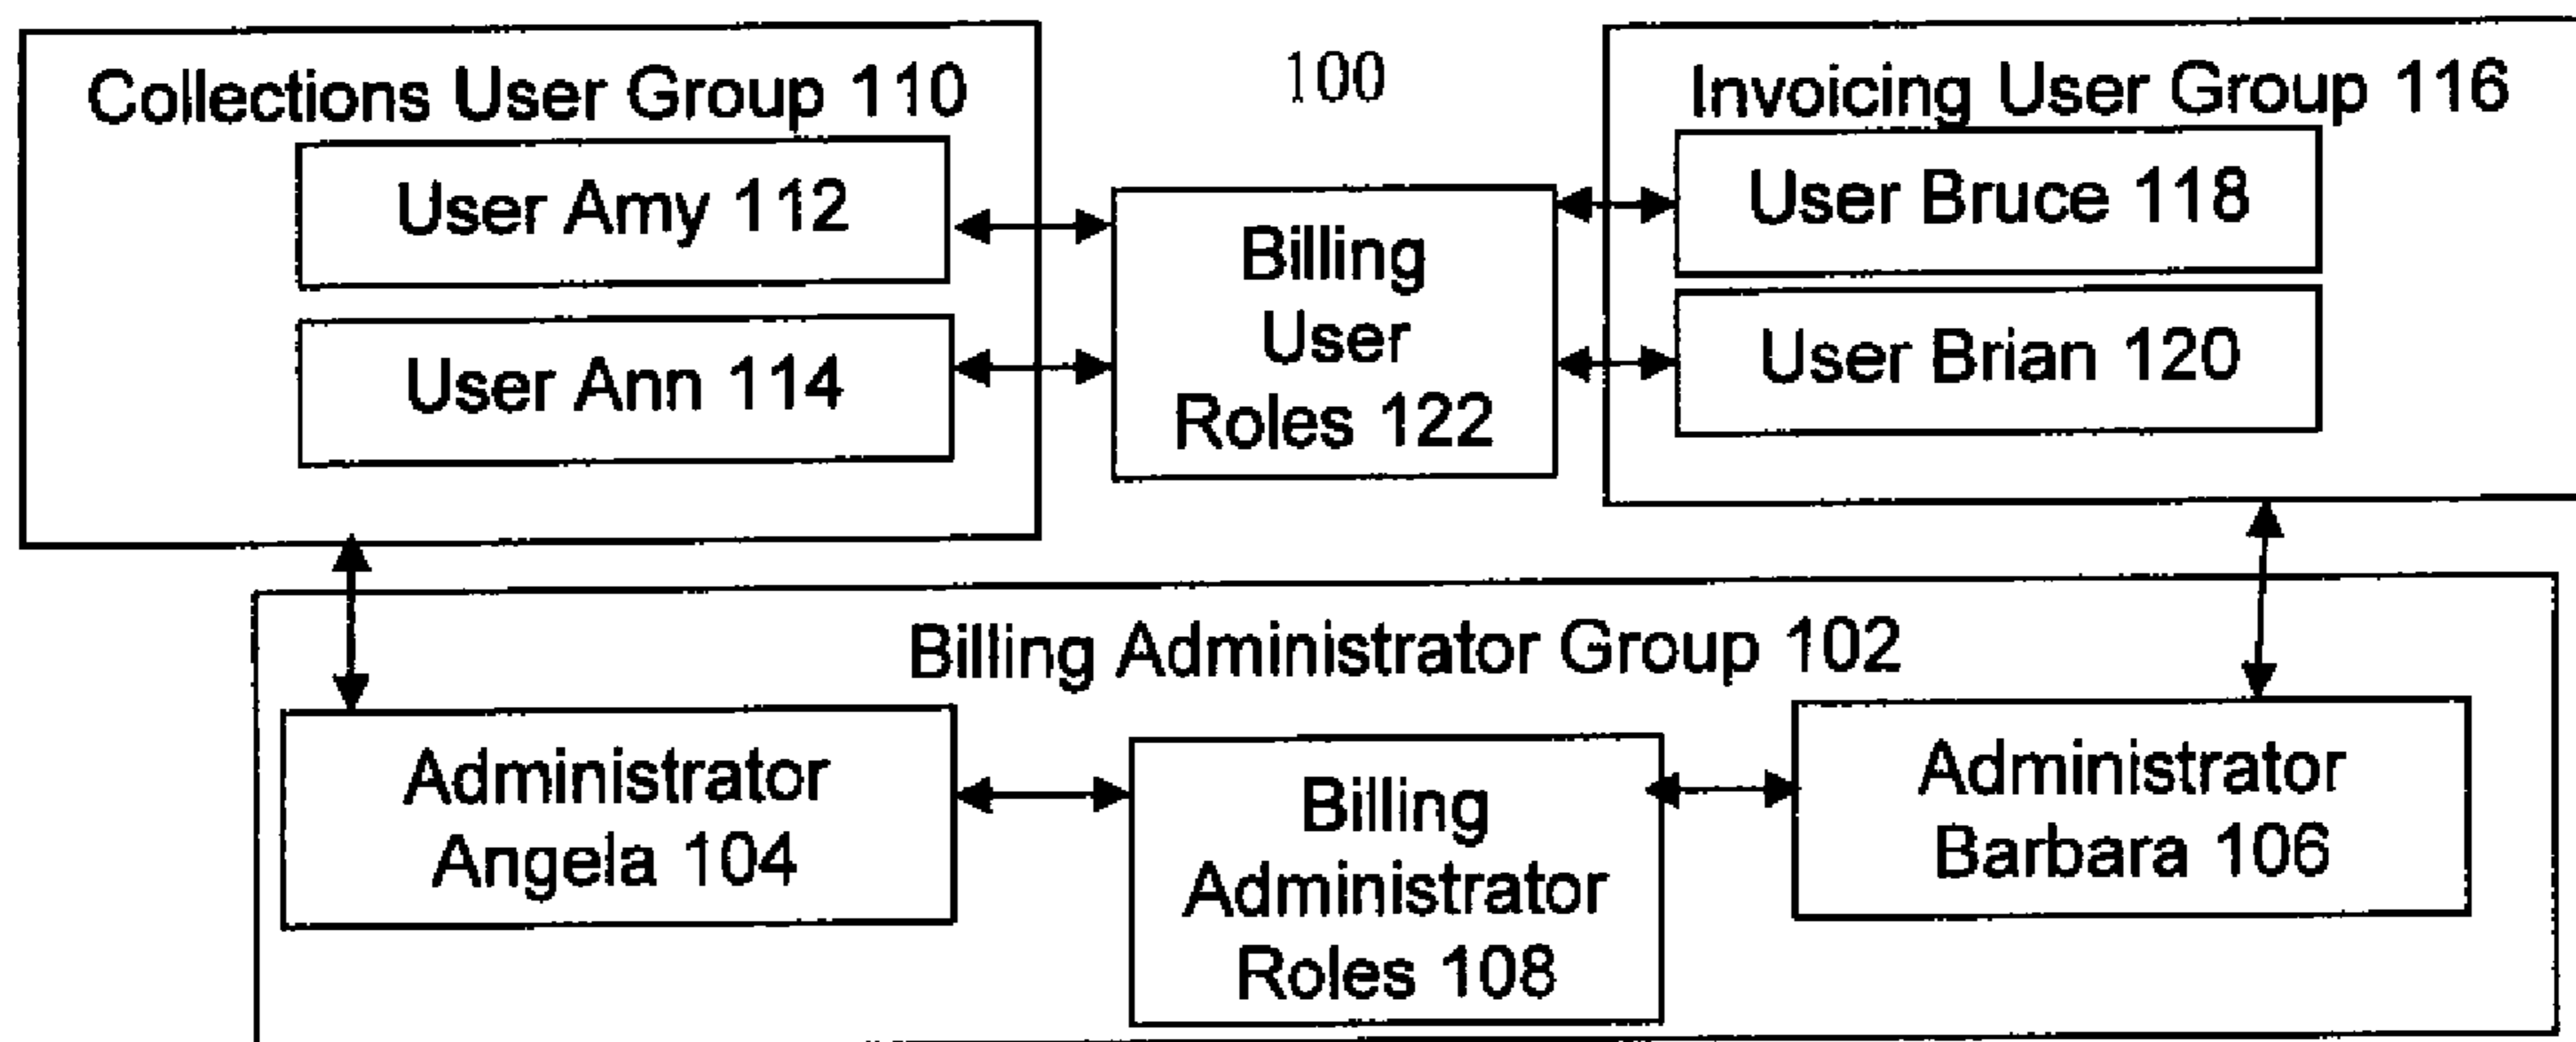 100
Collections User Group 110
User Amy 112
User Ann 114
Billing
User
Roles 122
Invoicing User Group 116
User Bruce 118
User Brian 120
Billing Administrator Group 102
Administrator
Angela 104
Billing
Administrator
Roles 108
Administrator
Barbara 106